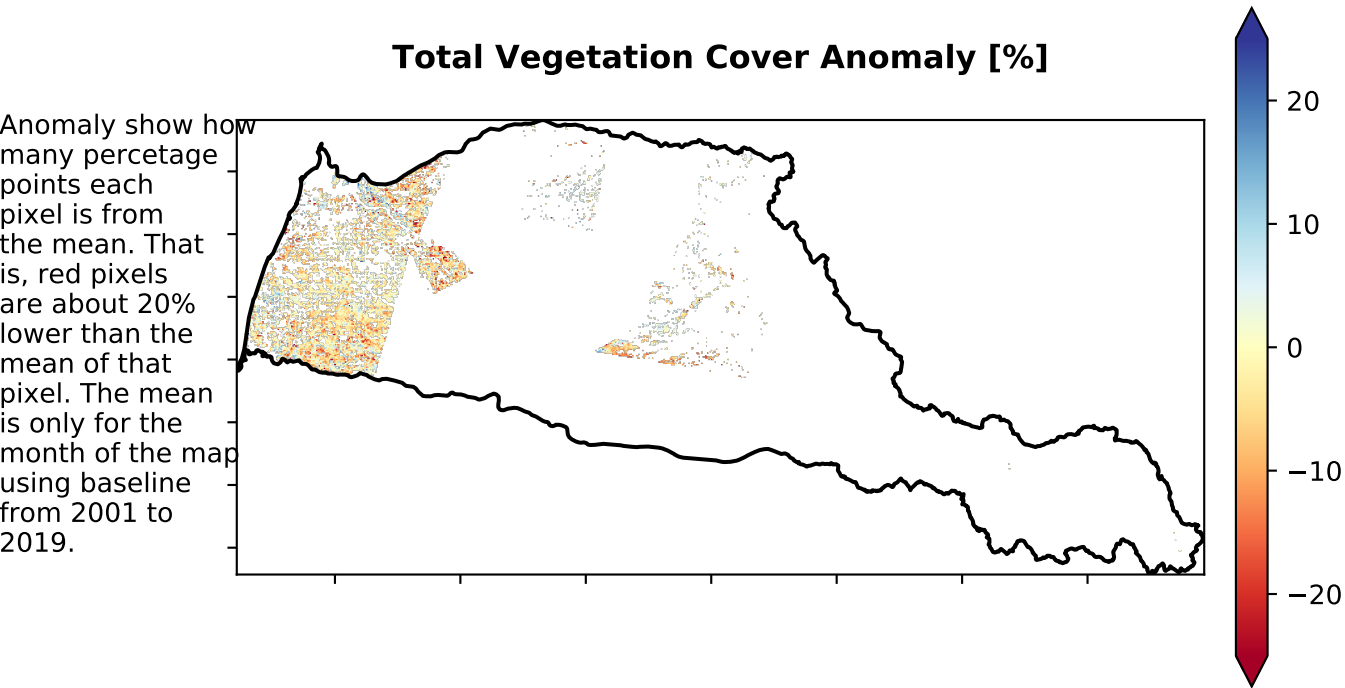 Total Vegetation Cover Anomaly [%]
Anomaly show how
many percetage
points each
pixel is from
the mean. That
is, red pixels
are about 20%
lower than the
mean of that
pixel. The mean
is only for the
month of the map
using baseline
from 2001 to
2019.
20
10
0
−10
−20